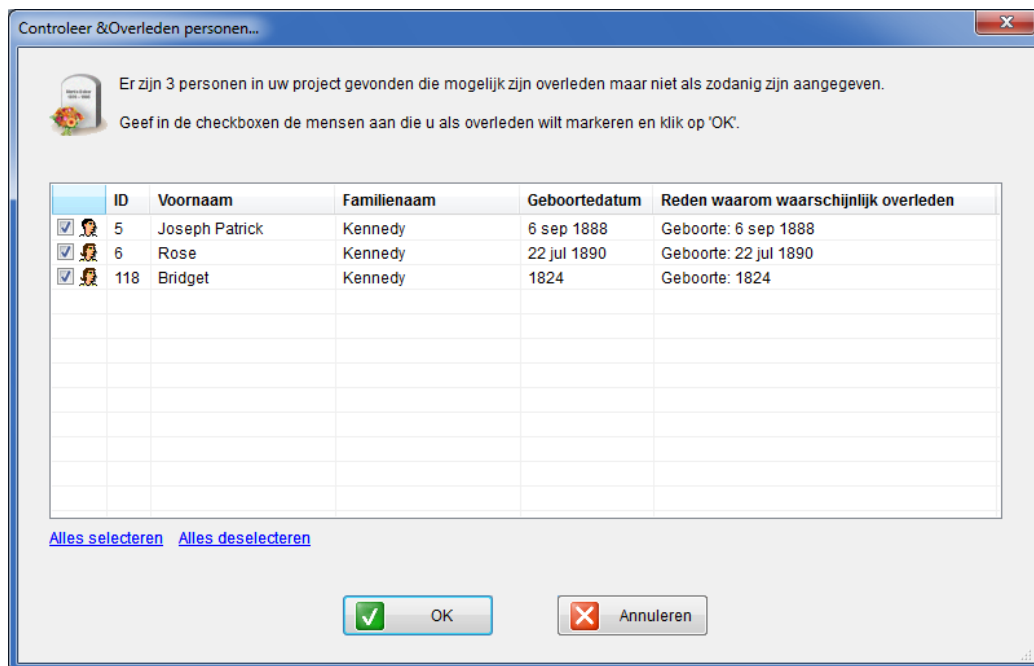 Controleer &Overleden personen...
Er zijn 3 personen in uw project gevonden die mogelijk zijn overleden maar niet als zodanig zijn aangegeven.
Geef in de checkboxen de mensen aan die u als overleden wilt markeren en klik op 'OK'.
ID Voornaam Familienaam Geboortedatum Reden waarom waarschijnlijk overleden
5 Joseph Patrick Kennedy 6 sep 1888 Geboorte: 6 sep 1888
6 Rose Kennedy 22 jul 1890 Geboorte: 22 jul 1890
118 Bridget Kennedy 1824 Geboorte: 1824
Alles selecteren Alles deselecteren
OK Annuleren